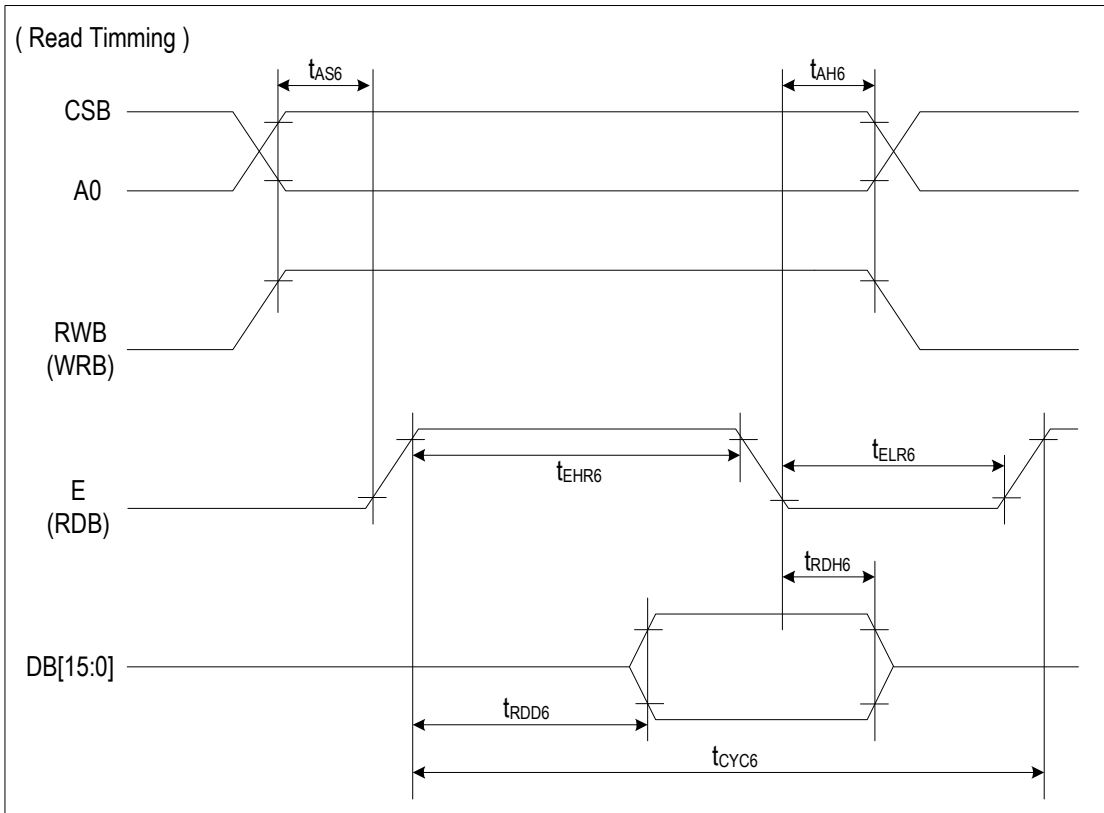 ( Read Timming )
tAS6
tAH6
CSB
A0
RWB
(WRB)
tEHR6
tELR6
E
(RDB)
tRDH6
DB[15:0]
tRDD6
tCYC6